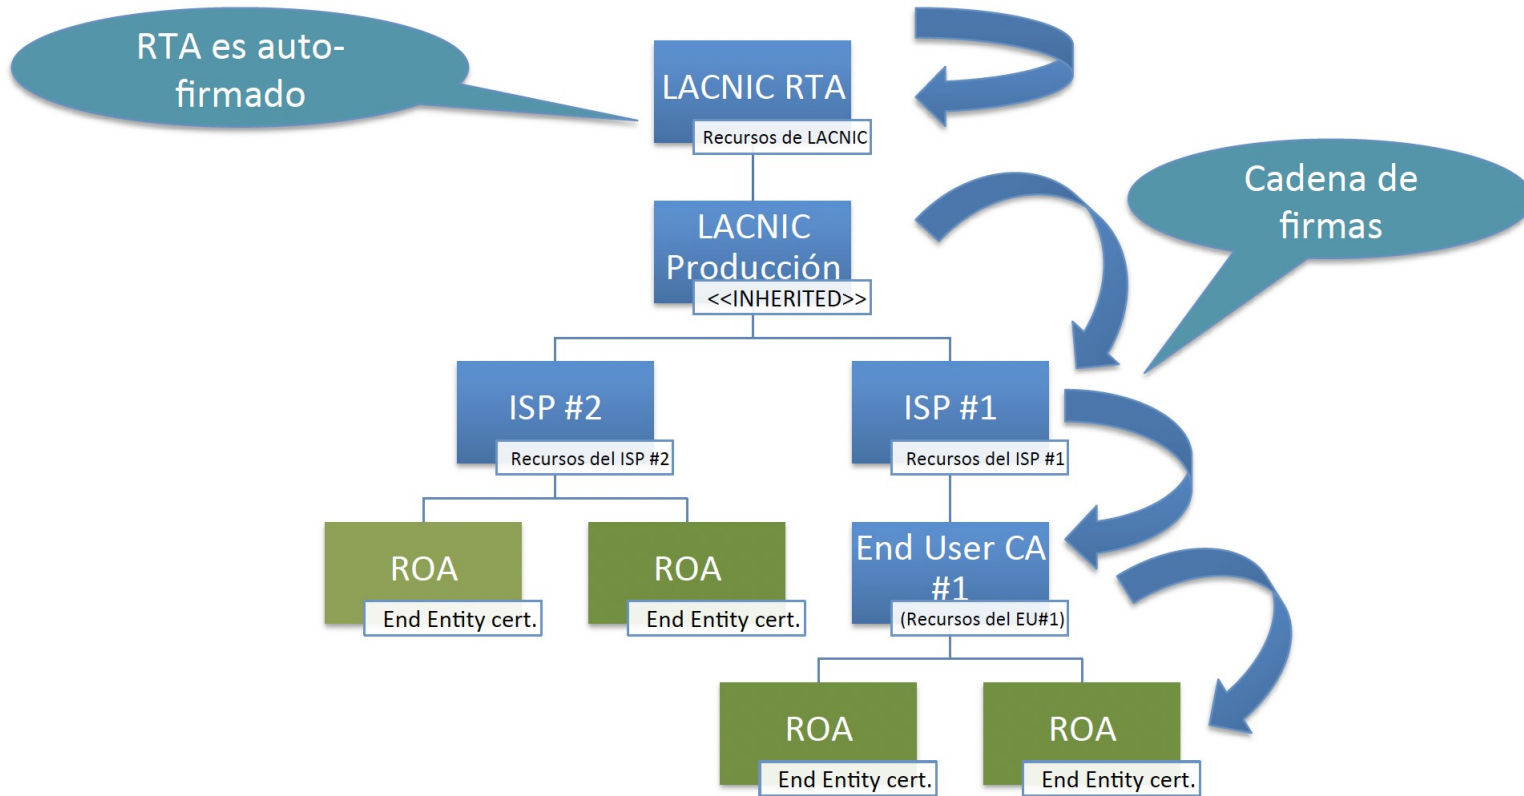 RTA es auto-
firmado
LACNIC RTA
Recursos de LACNIC
Cadena de
firmas
LACNIC
Producción
<<INHERITED>>
ISP #2
Recursos del ISP #2
ISP #1
Recursos del ISP #1
ROA
End Entity cert.
ROA
End Entity cert.
End User CA
#1
(Recursos del EU#1)
ROA
End Entity cert.
ROA
End Entity cert.